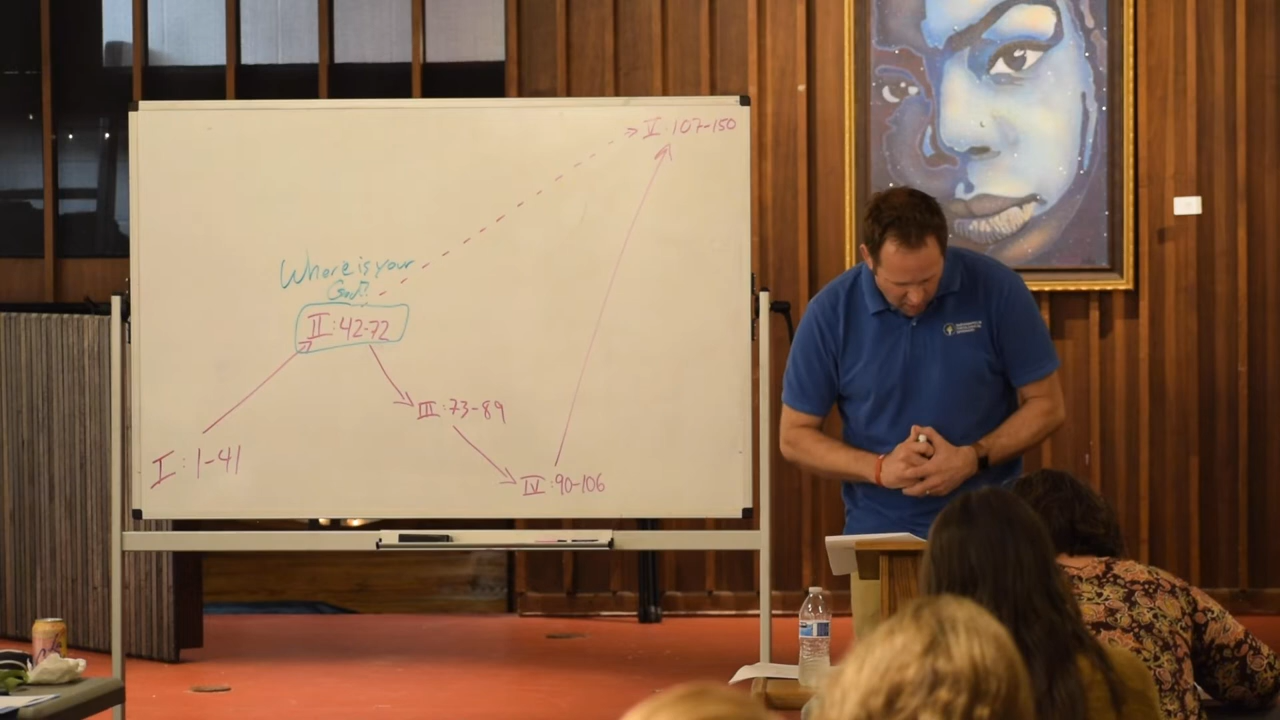 V: 107-150
Where is your
God?
II: 42-72
III: 73-89
I: 1-41
IV: 90-106